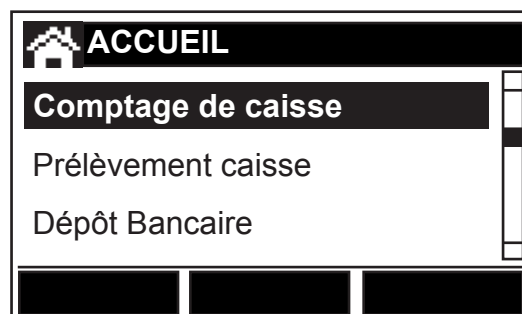 ACCUEIL
Comptage de caisse
Prélèvement caisse
Dépôt Bancaire